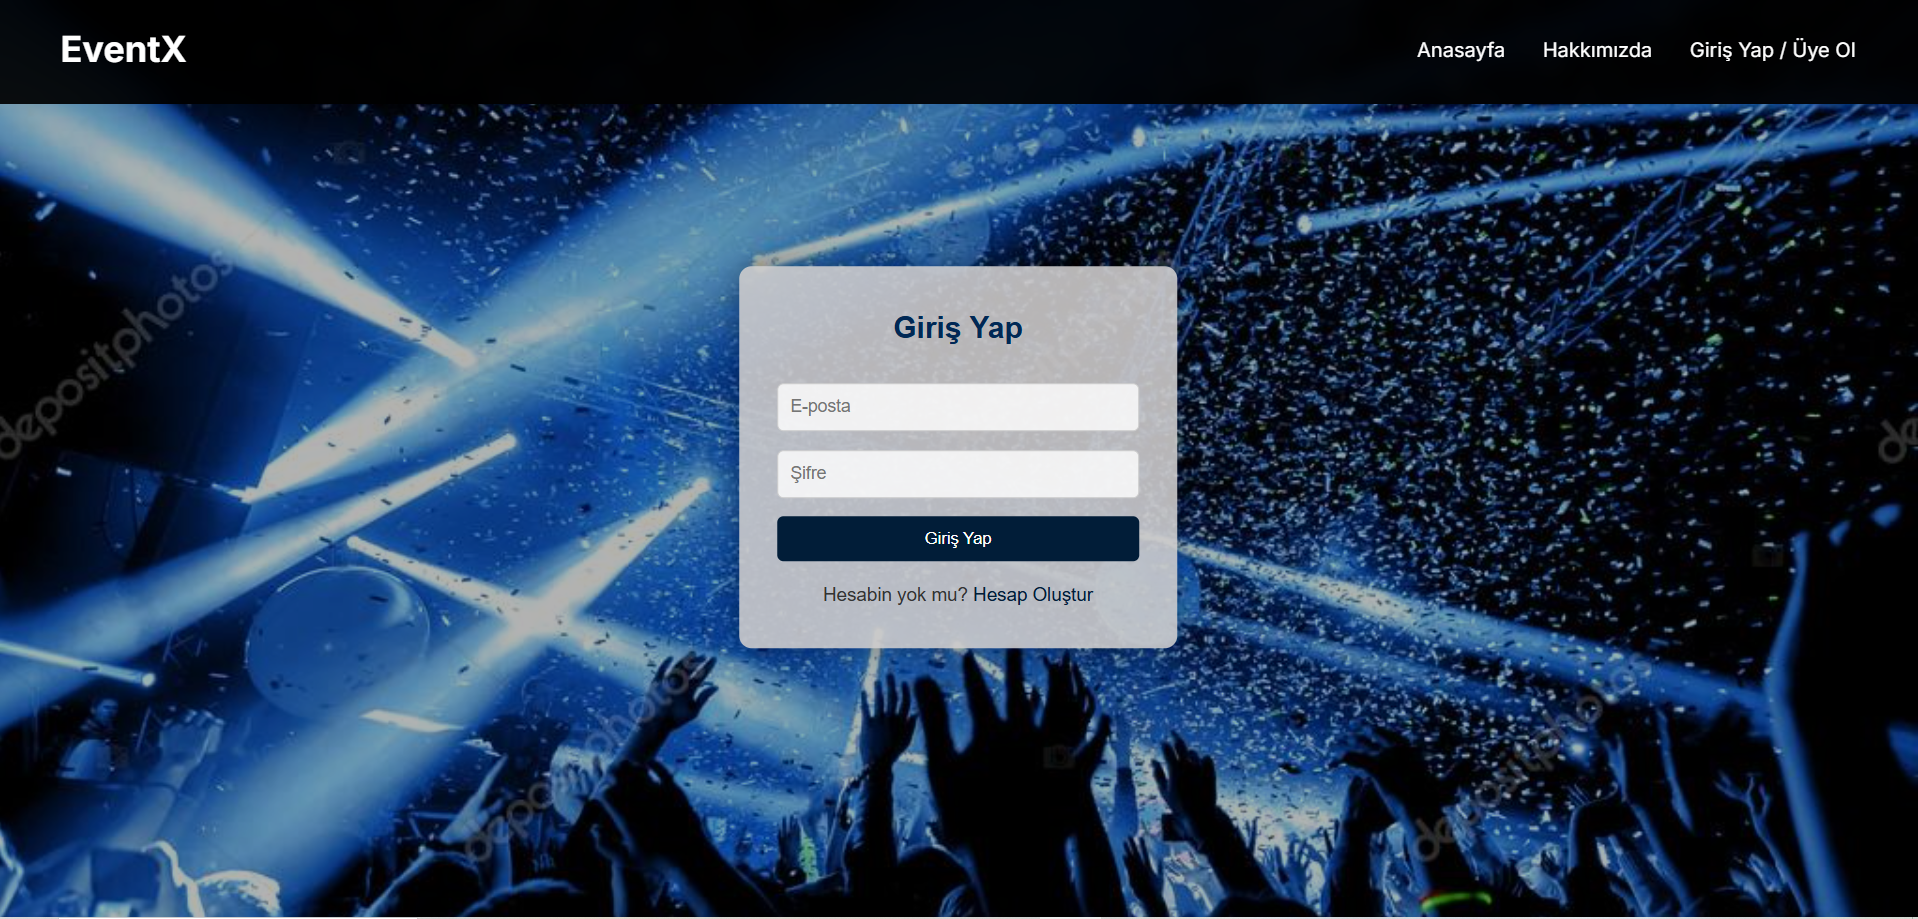 EventX
Anasayfa
Hakkımızda
Giriş Yap / Üye Ol
Giriş Yap
E-posta
Şifre
Giriş Yap
Hesabin yok mu? Hesap Oluştur
depositphotos
depositphotos
depositphotos
de